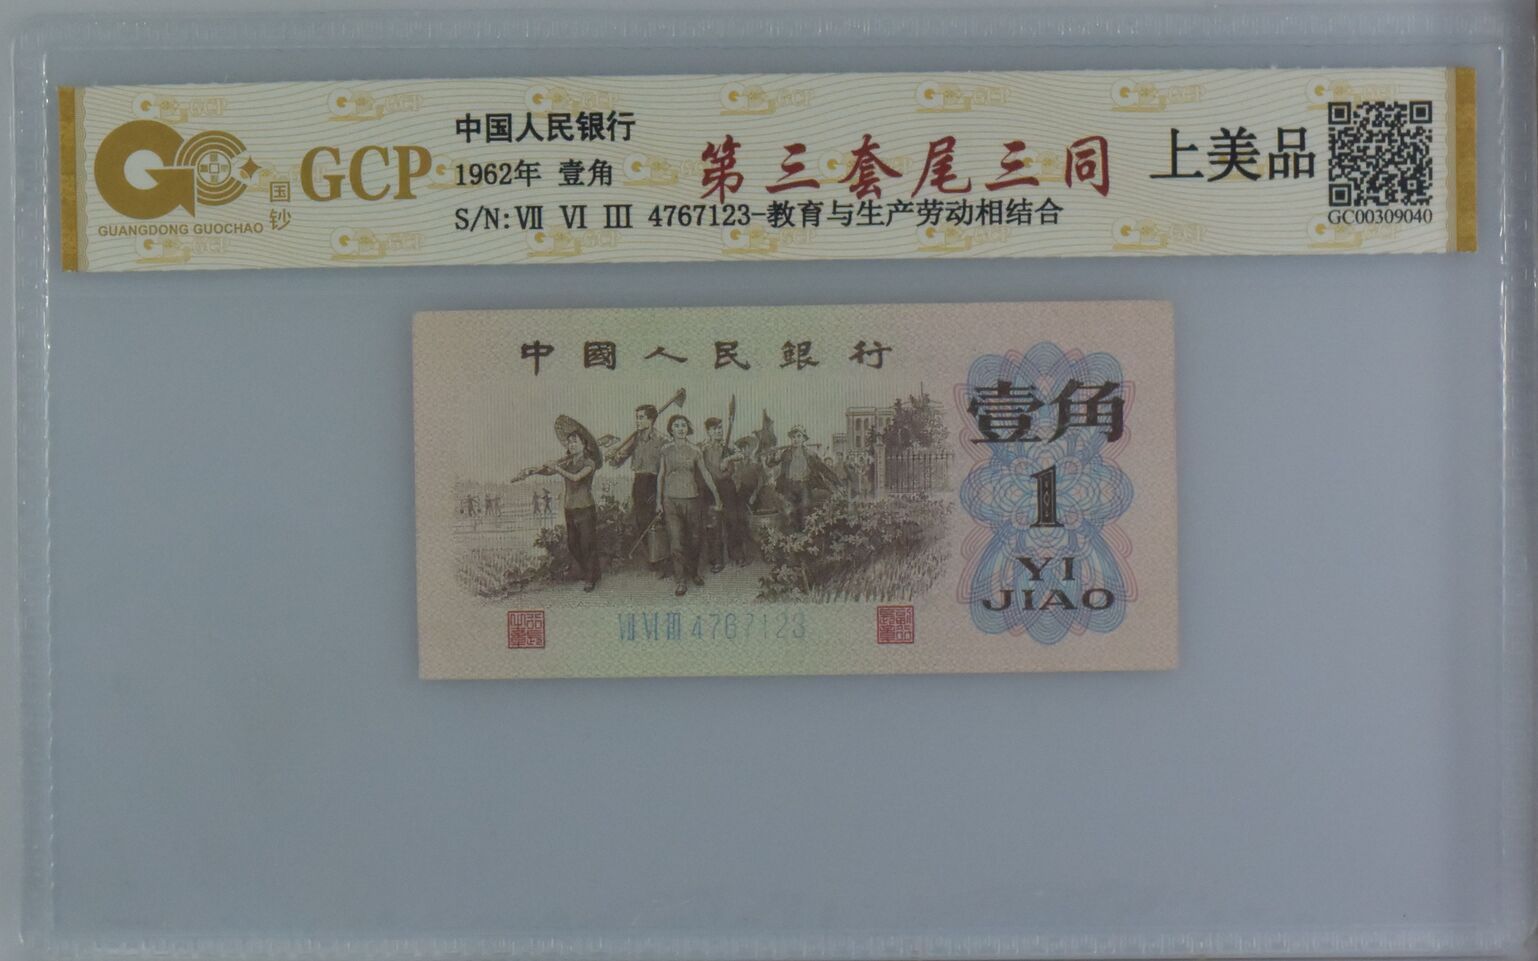 中国人民银行
1962年 壹角
S/N:Ⅶ Ⅵ Ⅲ 4767123-教育与生产劳动相结合
第三套尾三同
上美品
GC00309040
GCP
国钞
GUANGDONG GUOCHAO
中國人民銀行
壹角
1
YI
JIAO
Ⅶ Ⅵ Ⅲ 4767123